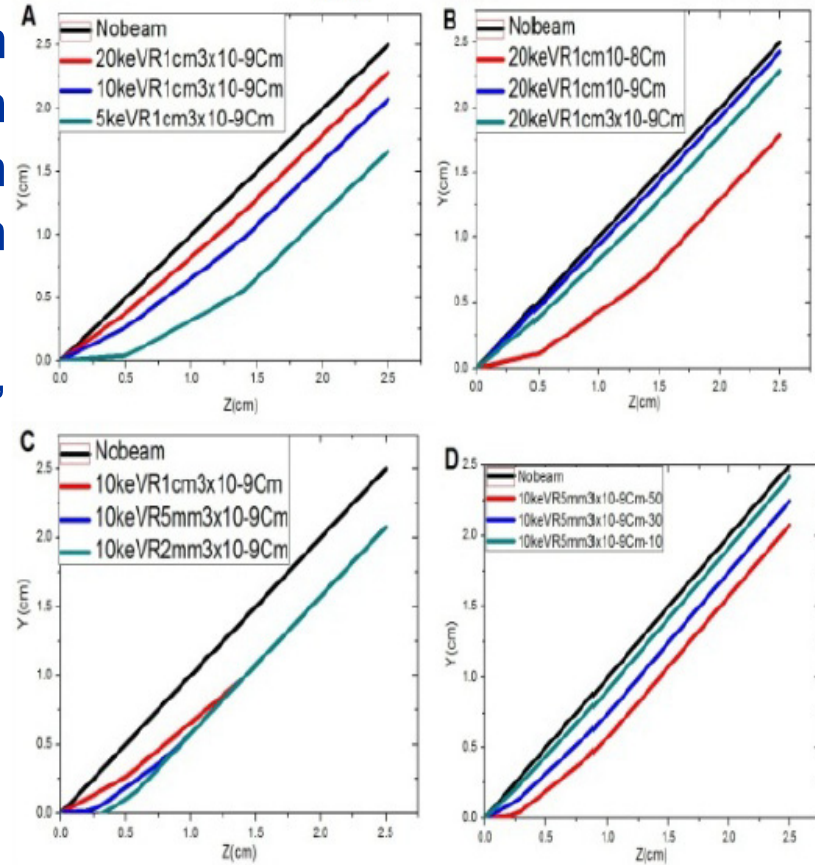 A
Nobeam
20keVR1cm3x10-9Cm
10keVR1cm3x10-9Cm
5keVR1cm3x10-9Cm
Y(cm)
2.5
2.0
1.5
1.0
0.5
0.0
0.0 0.5 1.0 1.5 2.0 2.5
Z(cm)
B
Nobeam
20keVR1cm10-8Cm
20keVR1cm10-9Cm
20keVR1cm3x10-9Cm
Y(cm)
2.5
2.0
1.5
1.0
0.5
0.0
0.0 0.5 1.0 1.5 2.0 2.5
Z(cm)
C
Nobeam
10keVR1cm3x10-9Cm
10keVR5mm3x10-9Cm
10keVR2mm3x10-9Cm
Y(cm)
2.5
2.0
1.5
1.0
0.5
0.0
0.0 0.5 1.0 1.5 2.0 2.5
Z(cm)
D
Nobeam
10keVR5mm3x10-9Cm-50
10keVR5mm3x10-9Cm-30
10keVR5mm3x10-9Cm-10
Y(cm)
2.5
2.0
1.5
1.0
0.5
0.0
0.0 0.5 1.0 1.5 2.0 2.5
Z(cm)